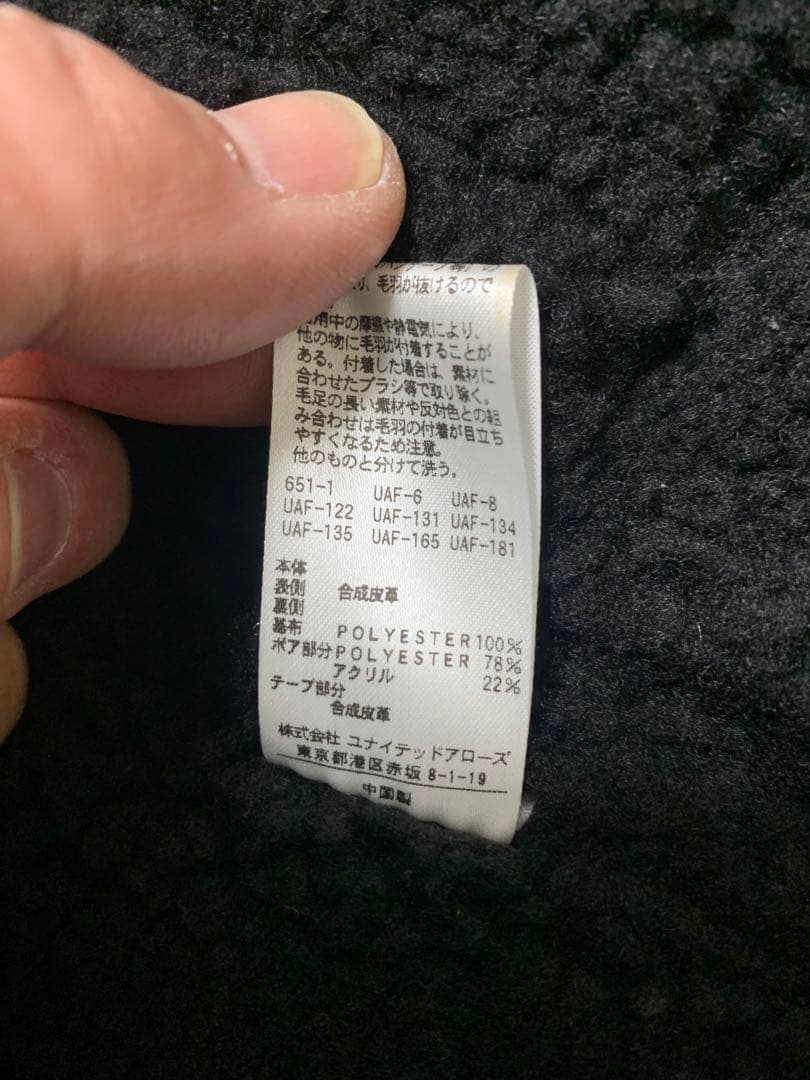 り、毛羽が抜けるので
用中の摩擦や静電気により、
他の物に毛羽が付着することが
ある。付着した場合は、素材に
合わせたブラシ等で取り除く。
毛足の長い素材や反対色との組
み合わせは毛羽の付着が目立ち
やすくなるため注意。
他のものと分けて洗う。
651-1 UAF-6 UAF-8
UAF-122 UAF-131 UAF-134
UAF-135 UAF-165 UAF-181
本体
表側 合成皮革
裏側
基布 POLYESTER 100%
ボア部分 POLYESTER 78%
アクリル 22%
テープ部分
合成皮革
株式会社 ユナイテッドアローズ
東京都港区赤坂 8-1-19
中国製